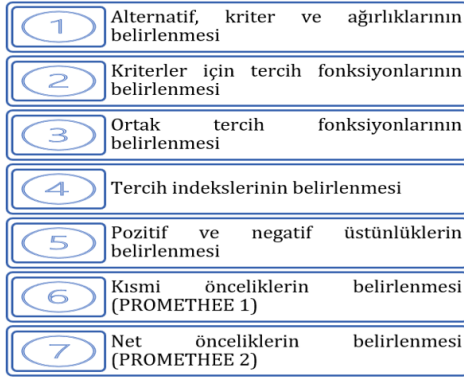 1
Alternatif, kriter ve ağırlıklarının
belirlenmesi
2
Kriterler için tercih fonksiyonlarının
belirlenmesi
3
Ortak tercih fonksiyonlarının
belirlenmesi
4
Tercih indekslerinin belirlenmesi
5
Pozitif ve negatif üstünlüklerin
belirlenmesi
6
Kısmi önceliklerin belirlenmesi
(PROMETHEE 1)
7
Net önceliklerin belirlenmesi
(PROMETHEE 2)